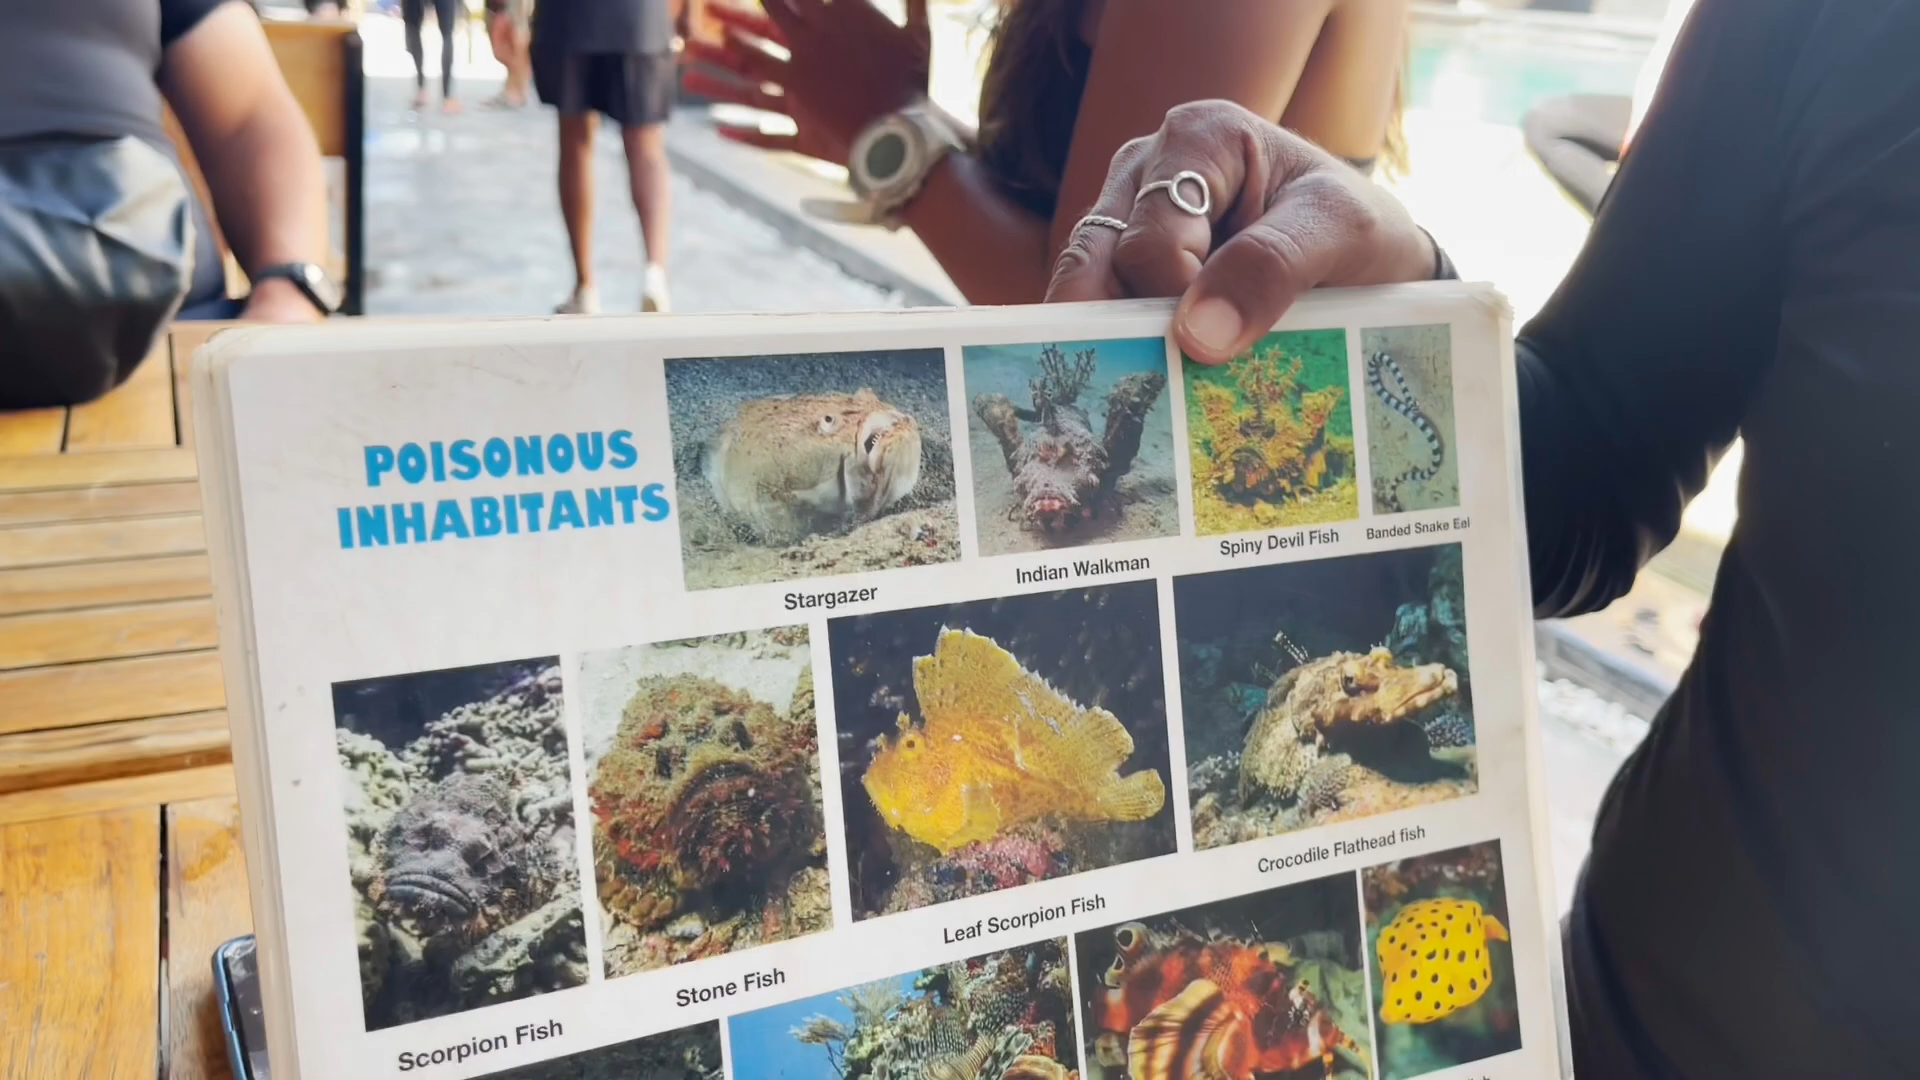 POISONOUS
INHABITANTS
Stargazer
Indian Walkman
Spiny Devil Fish
Banded Snake Eel
Scorpion Fish
Stone Fish
Leaf Scorpion Fish
Crocodile Flathead fish